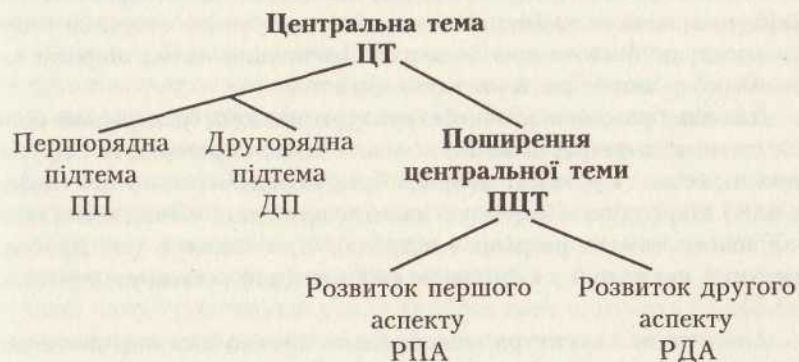 Центральна тема
ЦТ
Першорядна
підтема
ПП
Другорядна
підтема
ДП
Поширення
центральної теми
ПЦТ
Розвиток першого
аспекту
РПА
Розвиток другого
аспекту
РДА